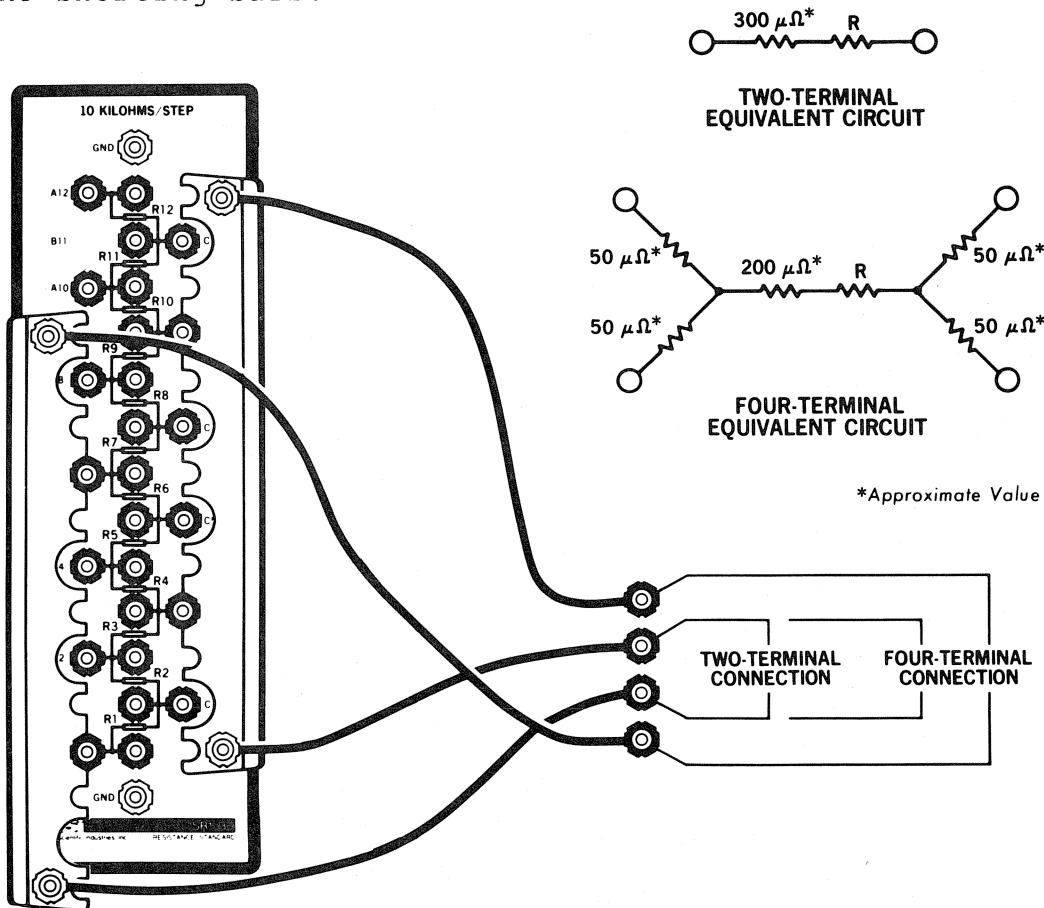 300 μΩ* R
TWO-TERMINAL
EQUIVALENT CIRCUIT
10 KILOHMS/STEP
GND
A12
R12
B11
C
R11
A10
R10
R9
B
R8
R7
C
R6
R5
C
4
R4
R3
2
R2
R1
C
GND
RESISTANCE STANDARD
50 μΩ* 50 μΩ*
200 μΩ* R
50 μΩ* 50 μΩ*
FOUR-TERMINAL
EQUIVALENT CIRCUIT
*Approximate Value
TWO-TERMINAL
CONNECTION
FOUR-TERMINAL
CONNECTION